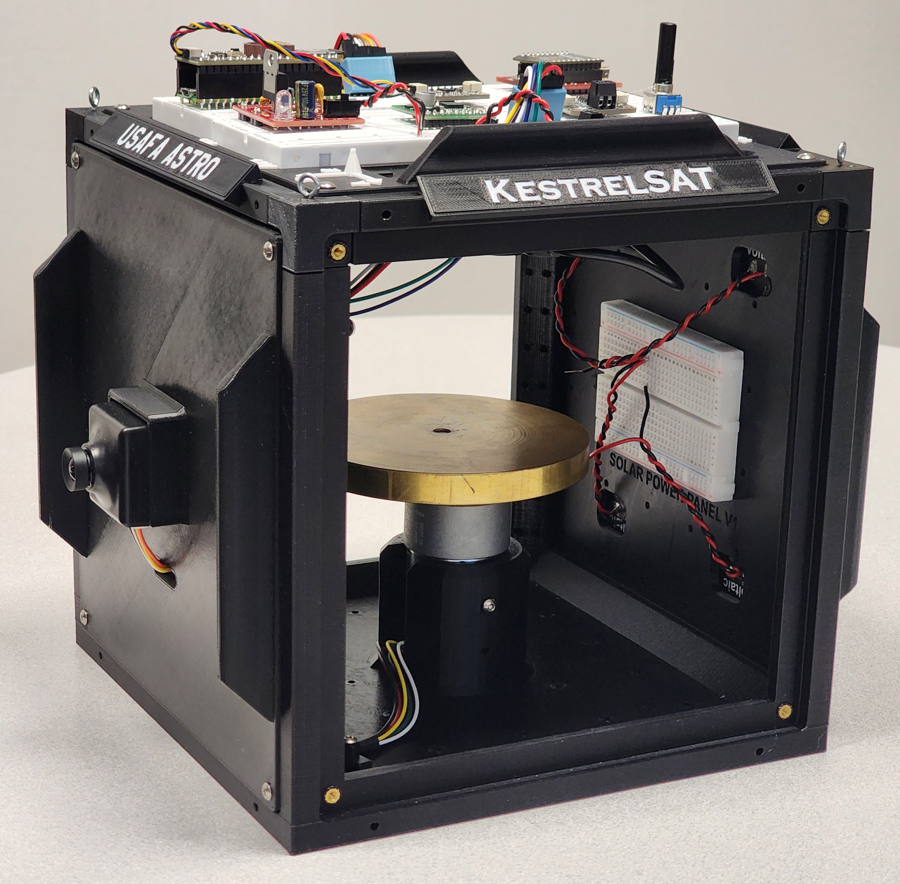 USAFA ASTRO
KESTRELSAT
SOLAR POWER PANEL V1